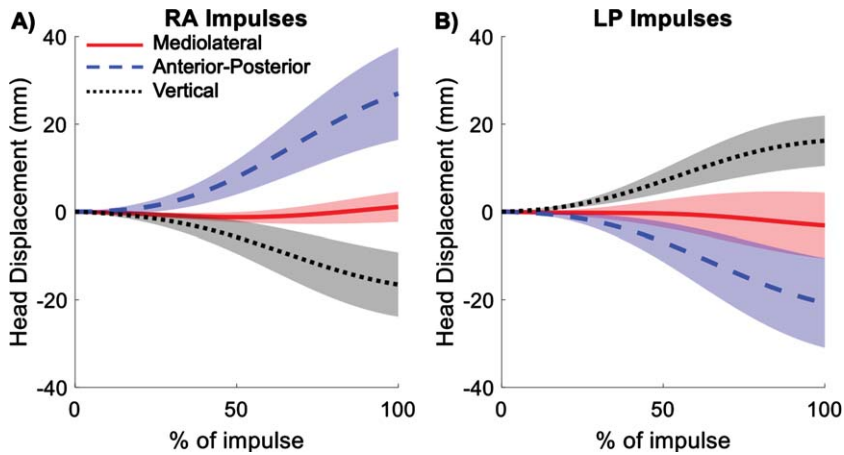 A) RA Impulses
Mediolateral
Anterior-Posterior
Vertical
Head Displacement (mm)
40
20
0
-20
-40
0 50 100
% of impulse
B) LP Impulses
Head Displacement (mm)
40
20
0
-20
-40
0 50 100
% of impulse